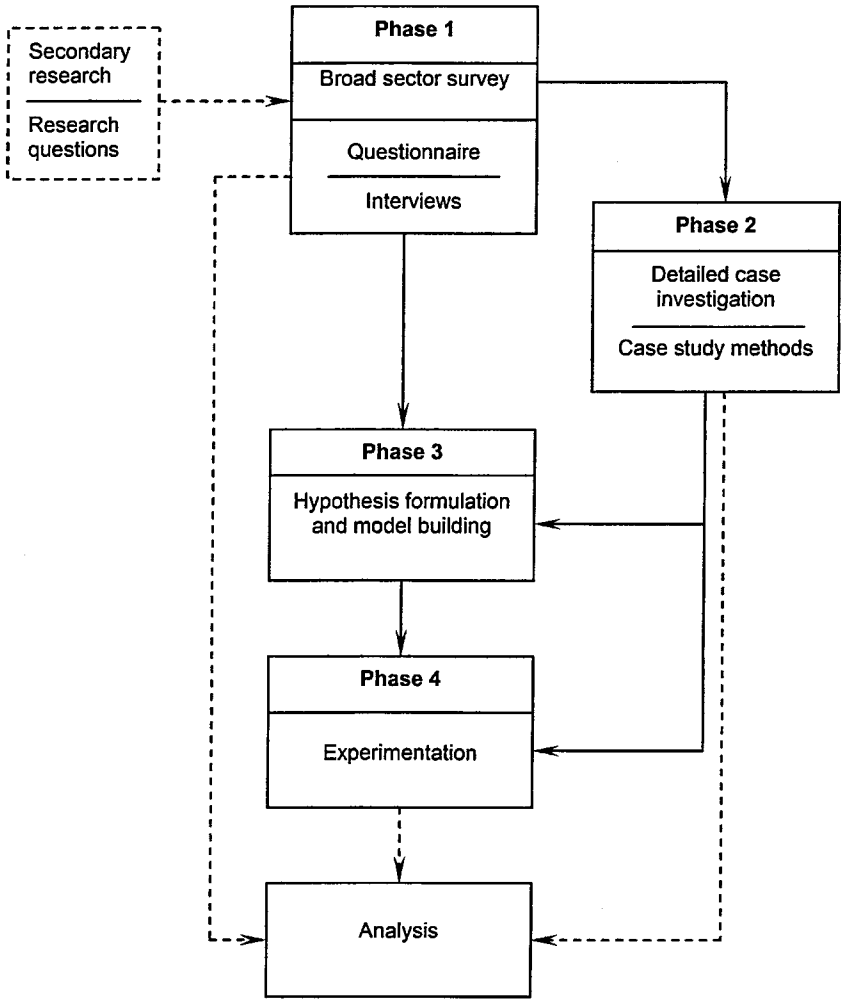 Secondary
research
Research
questions
Phase 1
Broad sector survey
Questionnaire
Interviews
Phase 2
Detailed case
investigation
Case study methods
Phase 3
Hypothesis formulation
and model building
Phase 4
Experimentation
Analysis